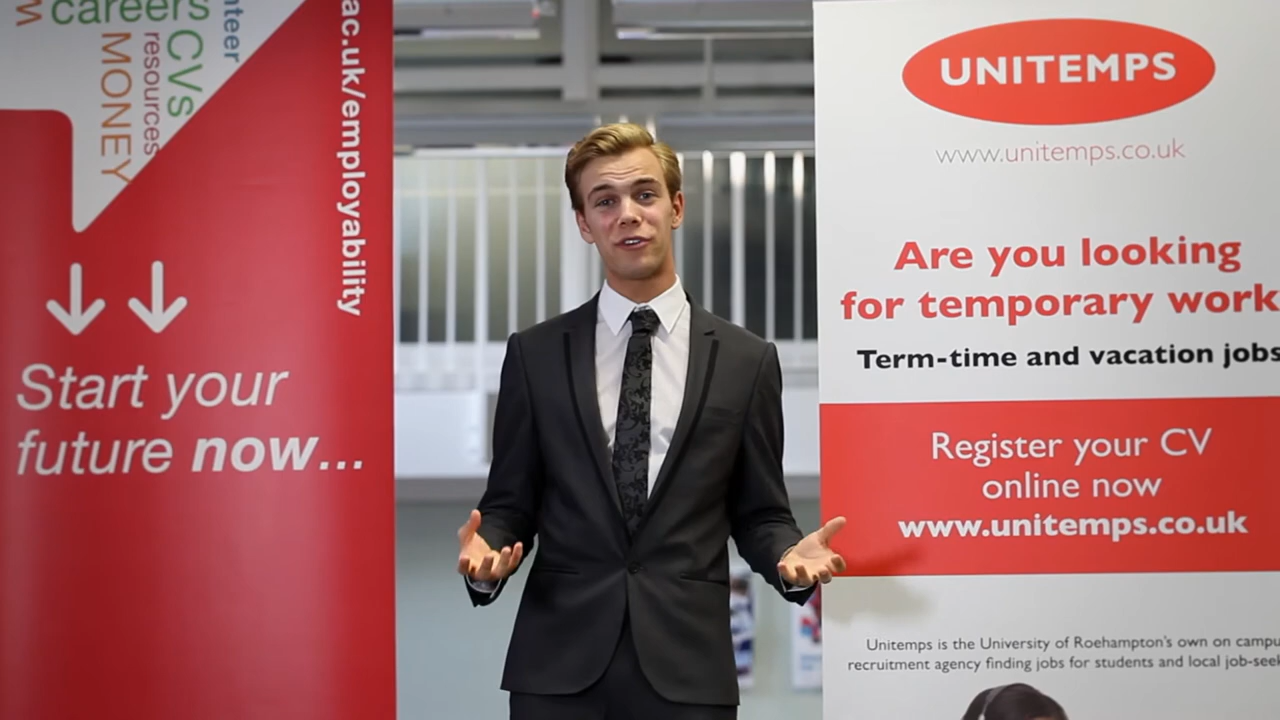 careers
CVs
MONEY
resources
ac.uk/employability
Start your
future now...
UNITEMPS
www.unitemps.co.uk
Are you looking
for temporary work
Term-time and vacation jobs
Register your CV
online now
www.unitemps.co.uk
Unitemps is the University of Roehampton's own on campu
recruitment agency finding jobs for students and local job-seek